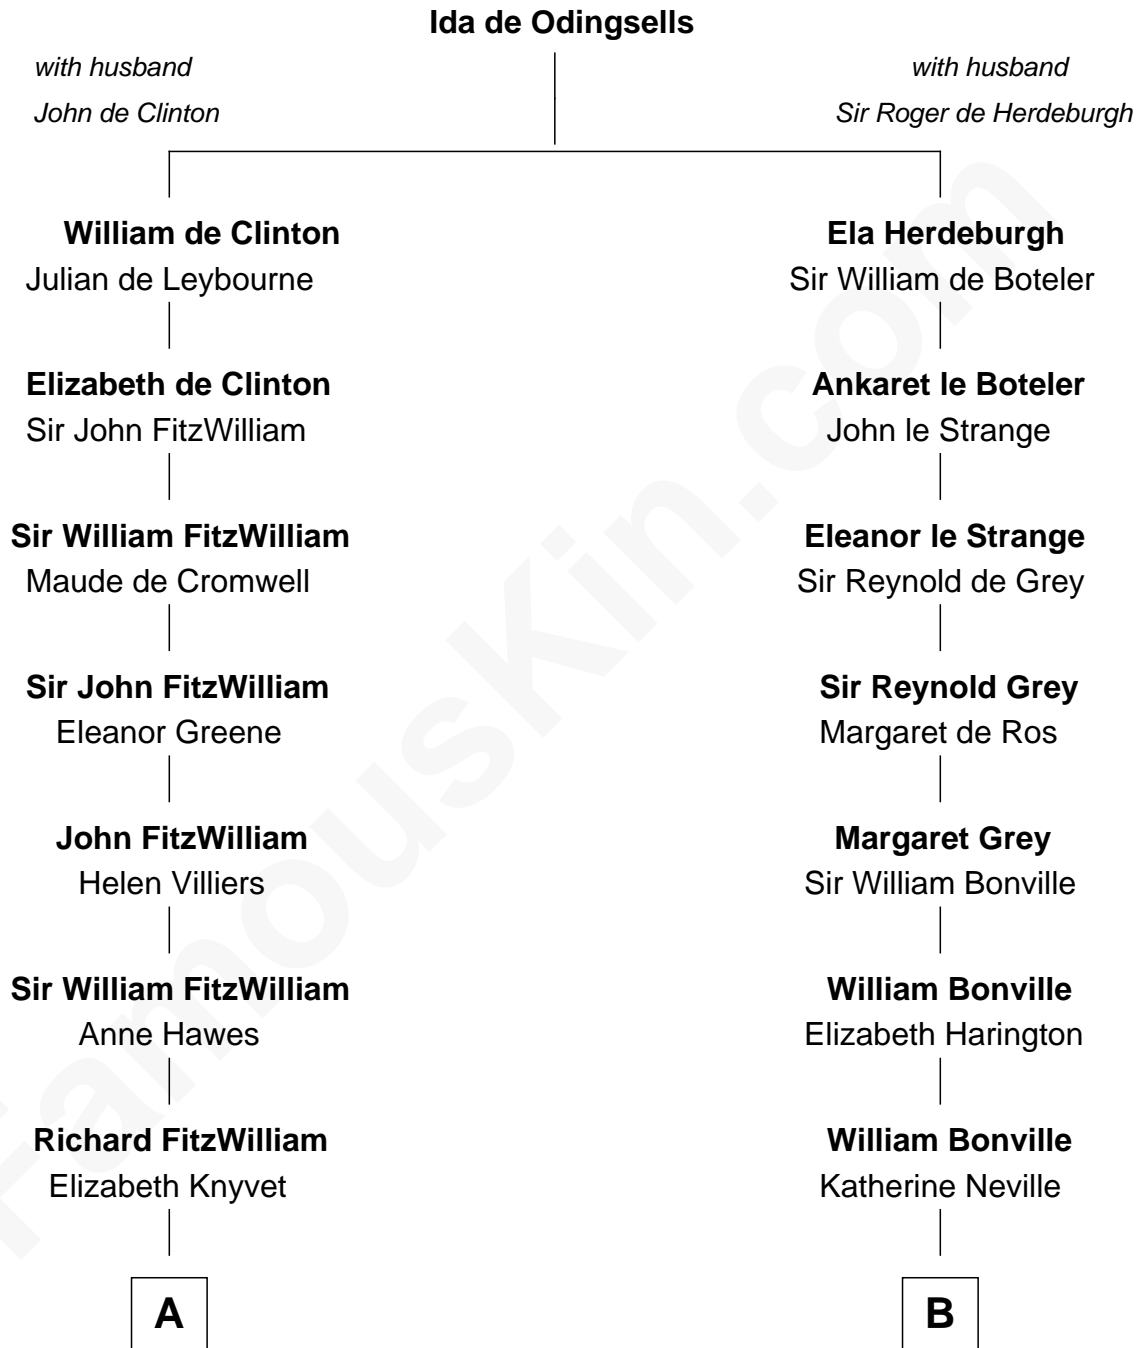 Ida de Odingsells
with husband
John de Clinton
with husband
Sir Roger de Herdeburgh
William de Clinton
Julian de Leybourne
Ela Herdeburgh
Sir William de Boteler
Elizabeth de Clinton
Sir John FitzWilliam
Ankaret le Boteler
John le Strange
Sir William FitzWilliam
Maude de Cromwell
Eleanor le Strange
Sir Reynold de Grey
Sir John FitzWilliam
Eleanor Greene
Sir Reynold Grey
Margaret de Ros
John FitzWilliam
Helen Villiers
Margaret Grey
Sir William Bonville
Sir William FitzWilliam
Anne Hawes
William Bonville
Elizabeth Harington
Richard FitzWilliam
Elizabeth Knyvet
William Bonville
Katherine Neville
A
B
FamousKin.com